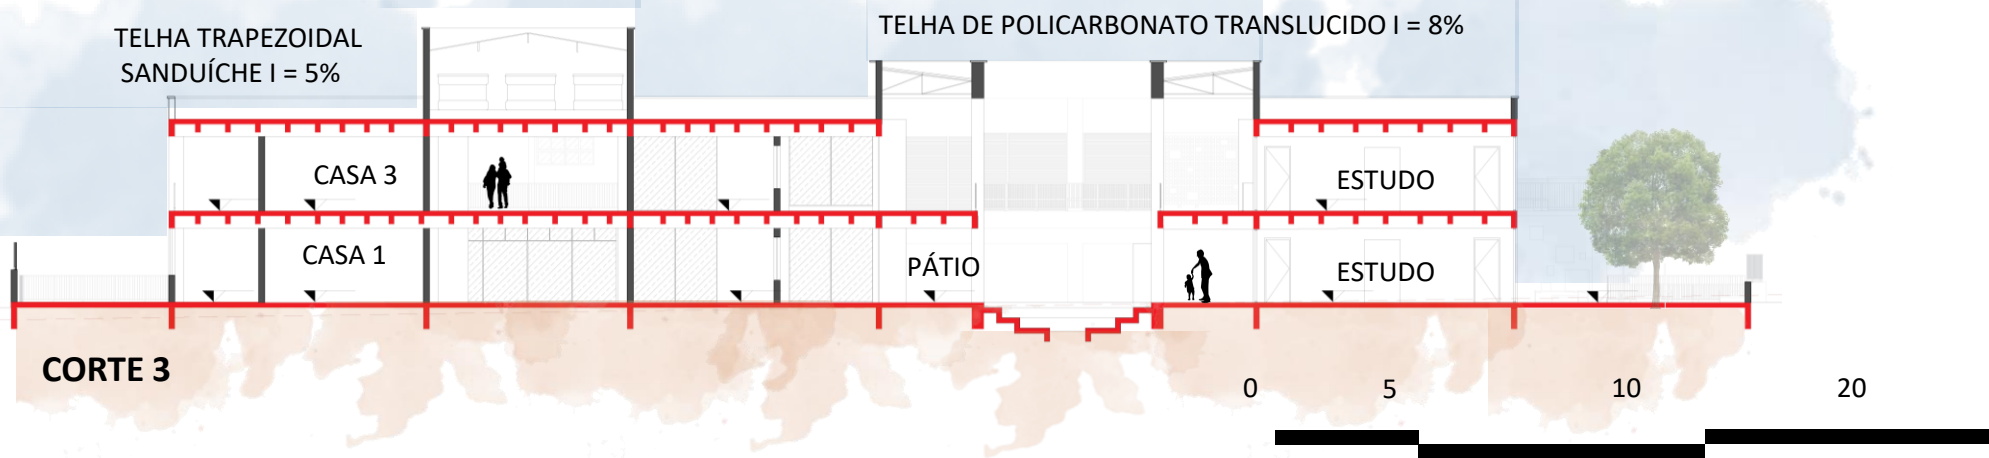 TELHA TRAPEZOIDAL
SANDUÍCHE I = 5%
TELHA DE POLICARBONATO TRANSLUCIDO I = 8%
CASA 3
ESTUDO
CASA 1
PÁTIO
ESTUDO
CORTE 3
0 5 10 20